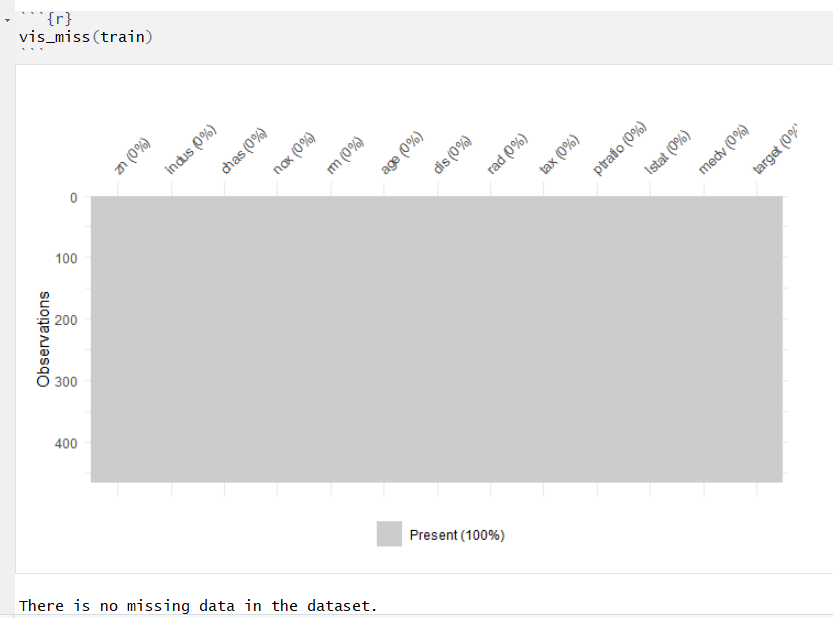 ```{r}
vis_miss(train)
```
zn (0%)
indus (0%)
chas (0%)
nox (0%)
rm (0%)
age (0%)
dis (0%)
rad (0%)
tax (0%)
ptratio (0%)
lstat (0%)
medv (0%)
target (0%
0
100
200
300
400
Observations
Present (100%)
There is no missing data in the dataset.